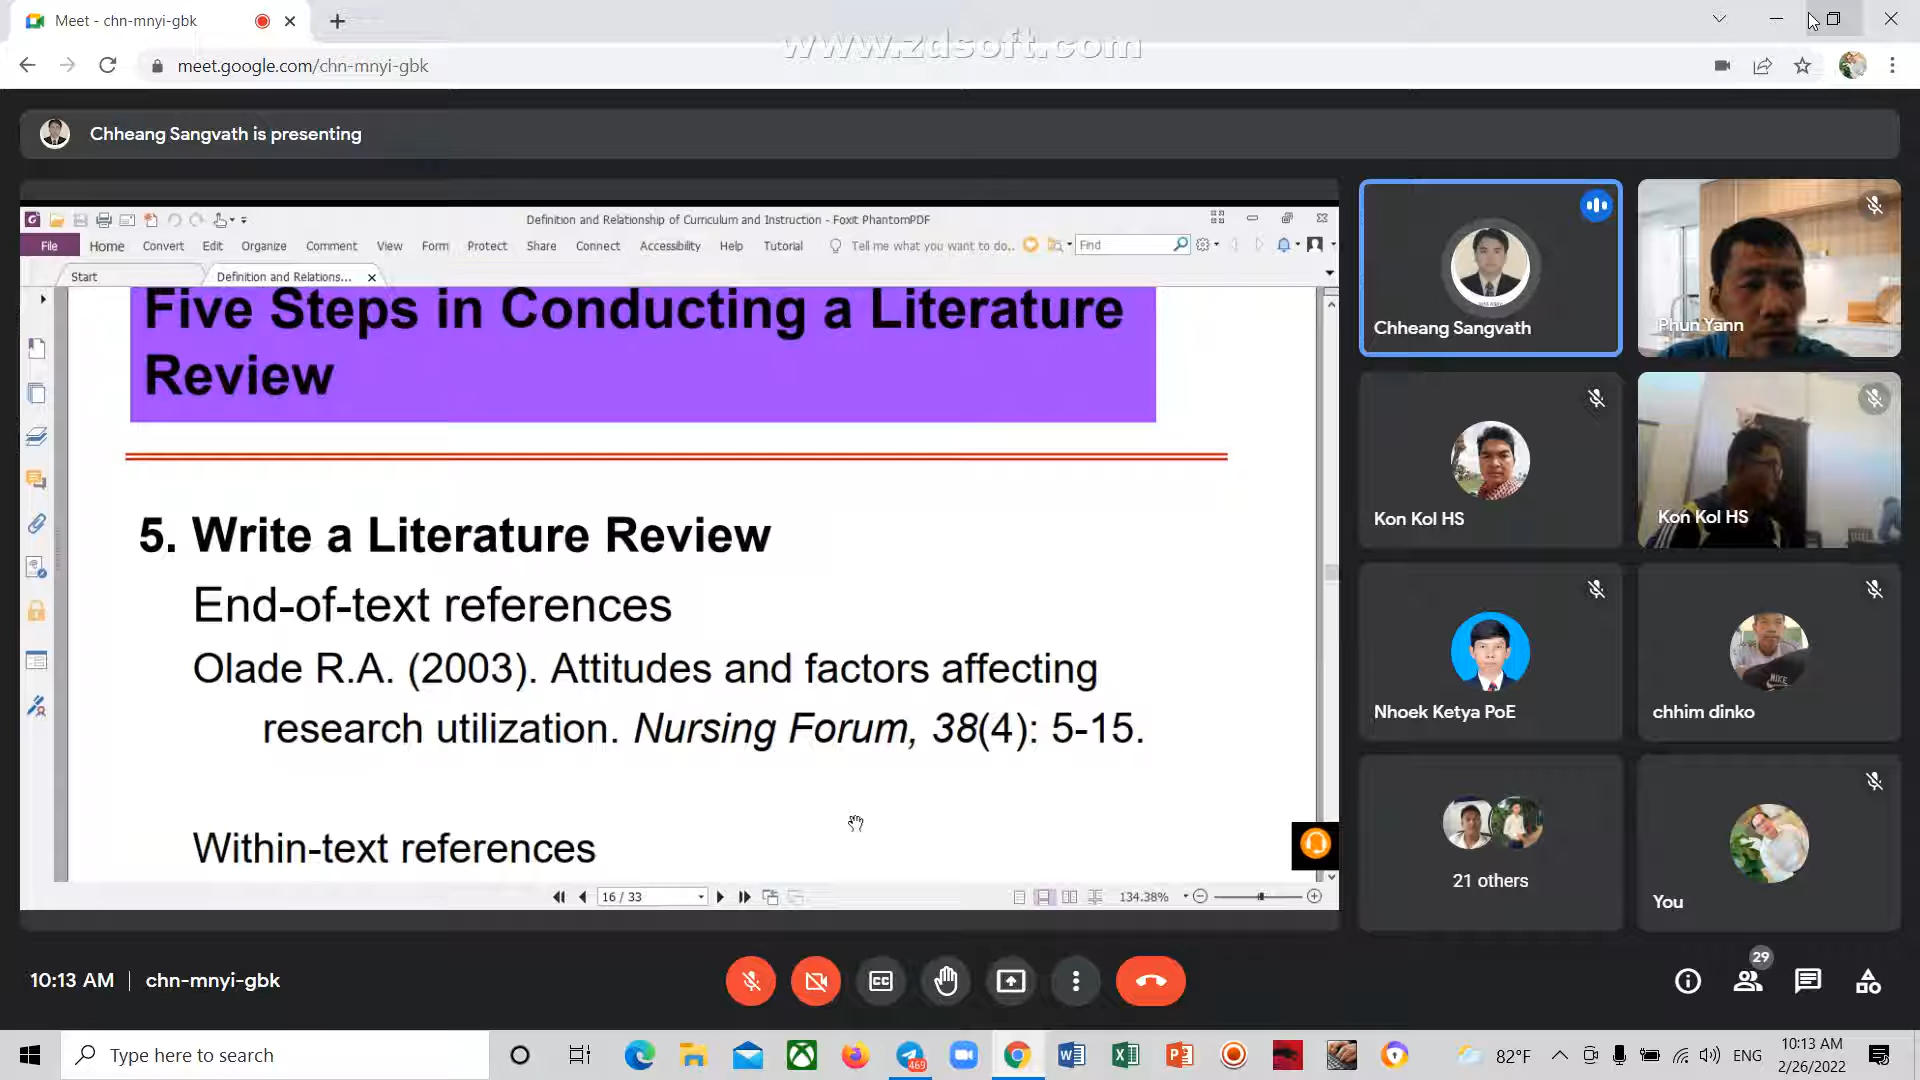 Meet - chn-mnyi-gbk
www.zdsoft.com
meet.google.com/chn-mnyi-gbk
Chheang Sangvath is presenting
Definition and Relationship of Curriculum and Instruction - Foxit PhantomPDF
File Home Convert Edit Organize Comment View Form Protect Share Connect Accessibility Help Tutorial Tell me what you want to do.. Find
Start Definition and Relations...
Five Steps in Conducting a Literature
Review
5. Write a Literature Review
End-of-text references
Olade R.A. (2003). Attitudes and factors affecting
research utilization. Nursing Forum, 38(4): 5-15.
Within-text references
16 / 33
134.38%
Chheang Sangvath
Phun Yann
Kon Kol HS
Kon Kol HS
Nhoek Ketya PoE
chhim dinko
NIKE
21 others
You
10:13 AM | chn-mnyi-gbk
CC
29
Type here to search
469
82°F
ENG
10:13 AM
2/26/2022